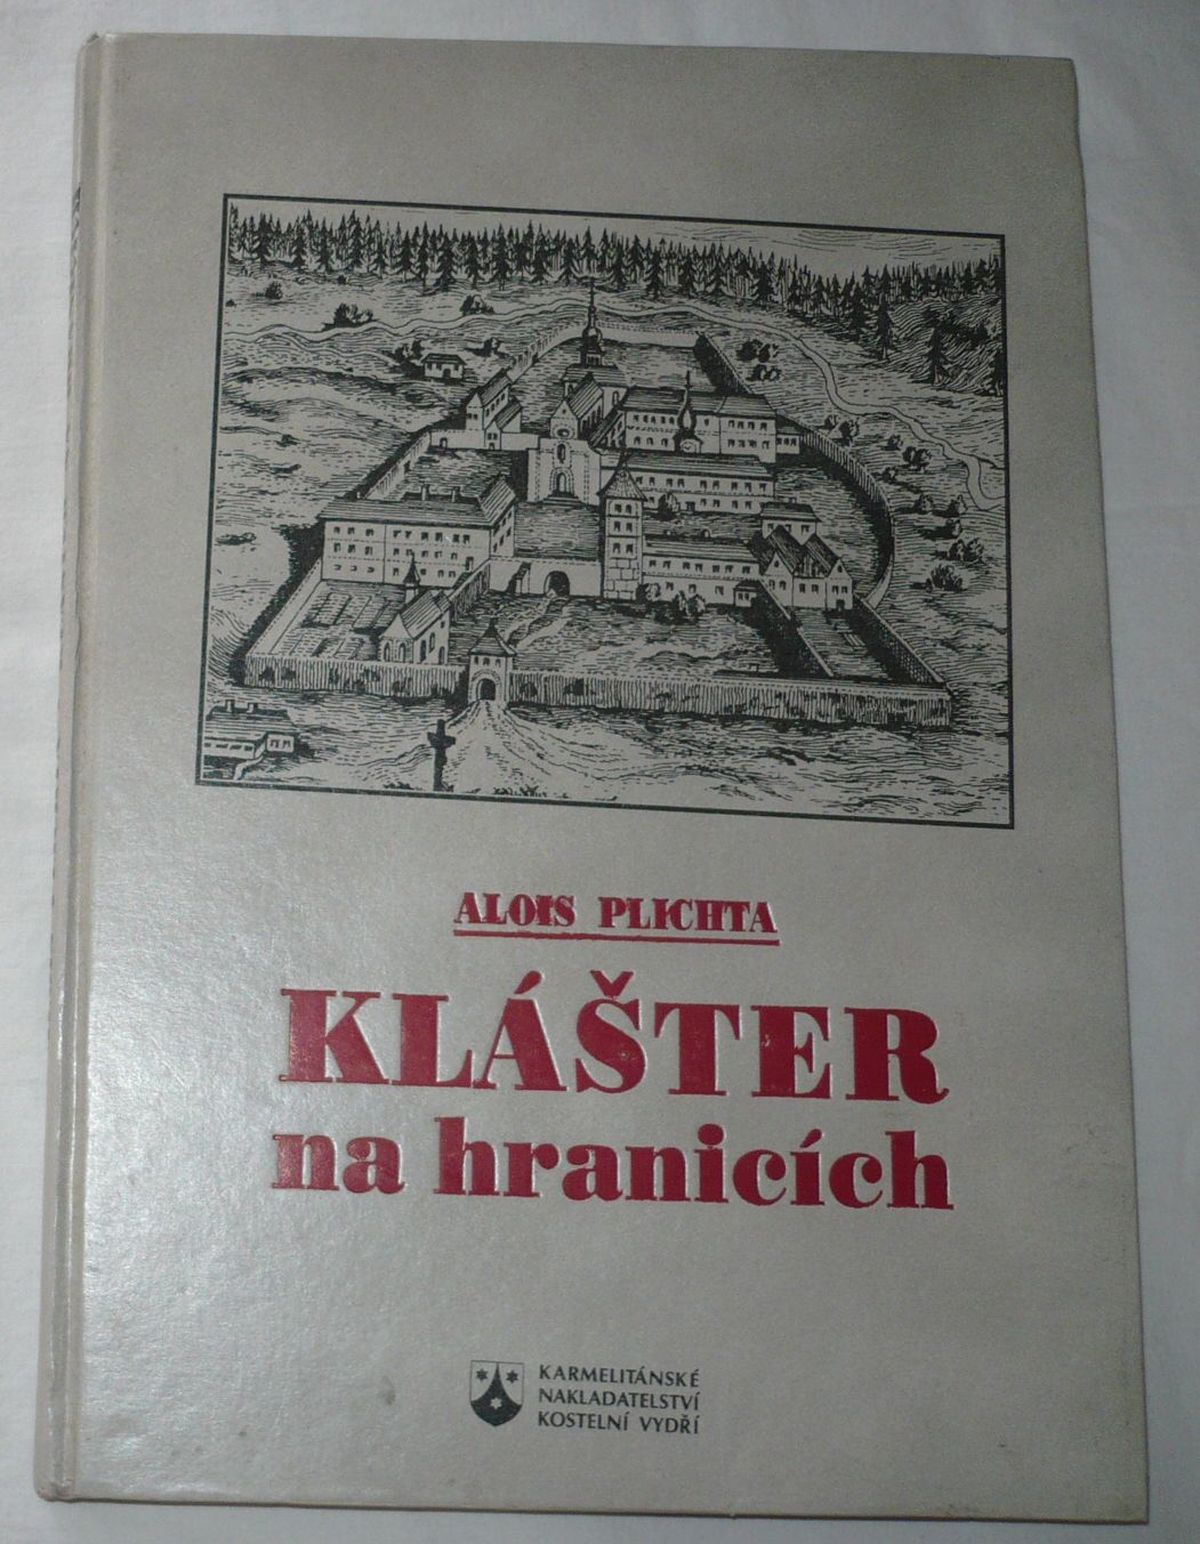 ALOIS PLICHTA
KLÁŠTER
na hranicích
KARMELITÁNSKÉ
NAKLADATELSTVÍ
KOSTELNÍ VYDŘÍ